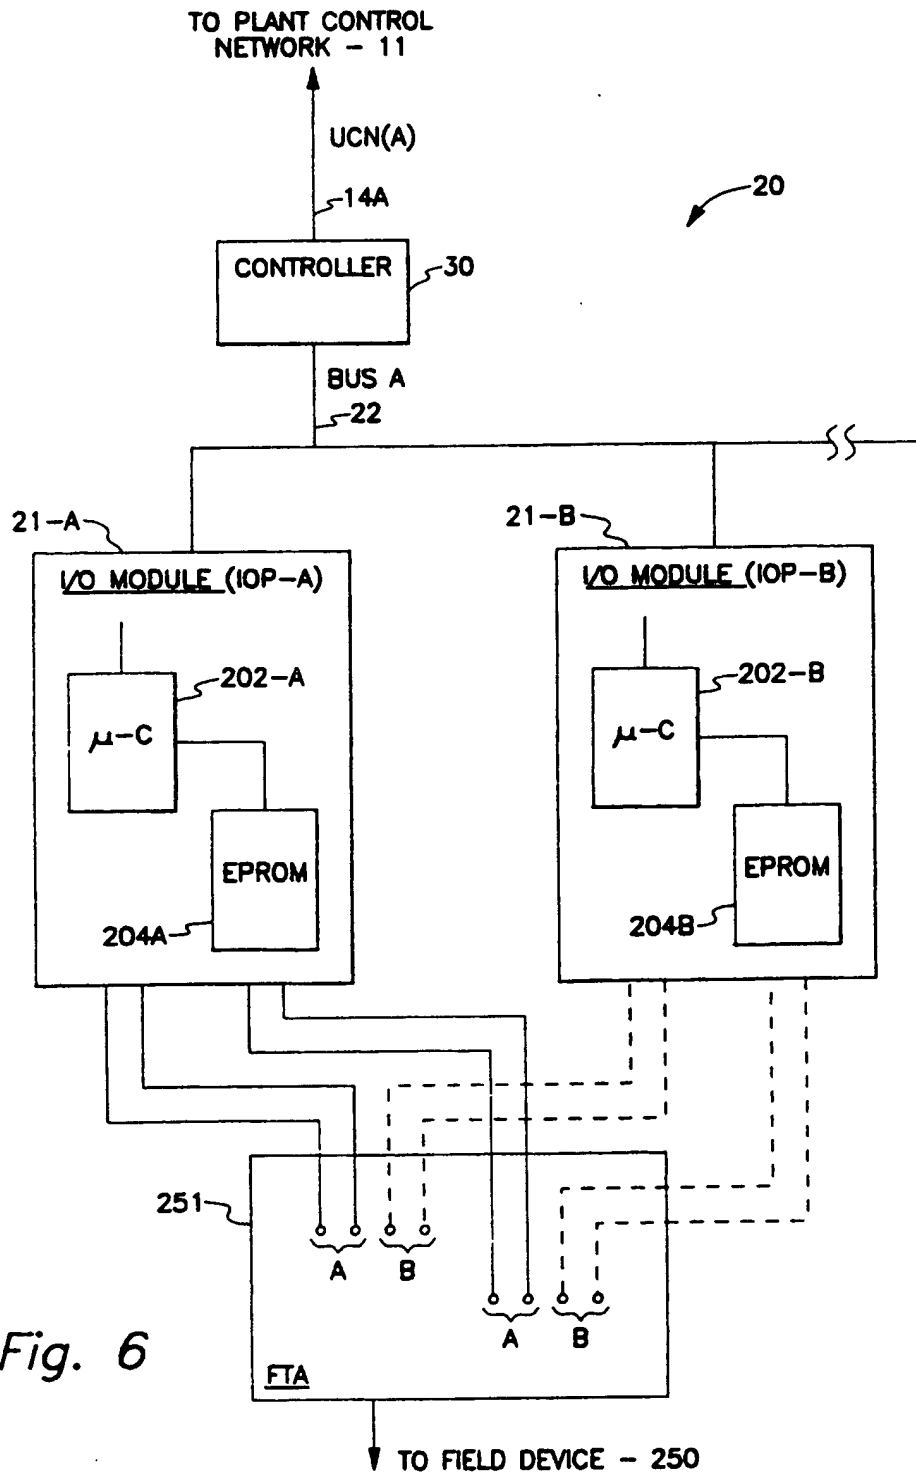 TO PLANT CONTROL
NETWORK - 11
UCN(A)
14A
20
CONTROLLER
30
BUS A
22
21-A
21-B
I/O MODULE (IOP-A)
I/O MODULE (IOP-B)
202-A
202-B
μ-C
μ-C
EPROM
EPROM
204A
204B
251
A
B
A
B
Fig. 6
FTA
TO FIELD DEVICE - 250